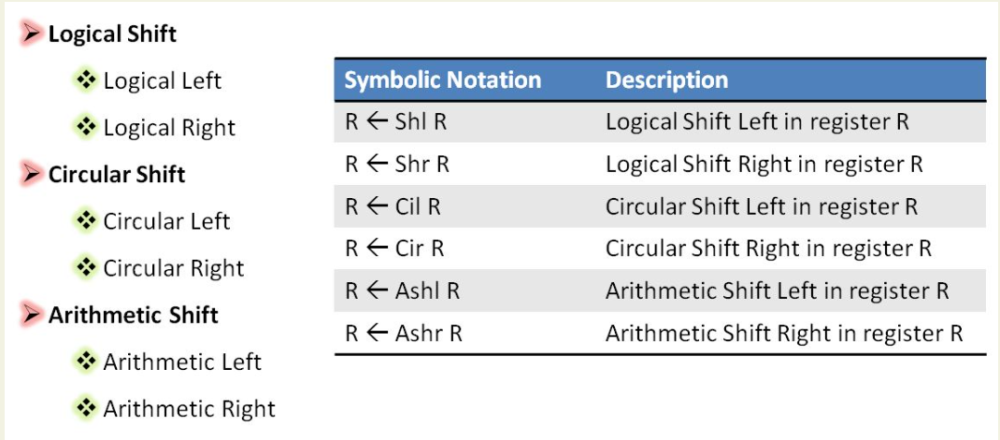 Logical Shift
Logical Left
Logical Right
Circular Shift
Circular Left
Circular Right
Arithmetic Shift
Arithmetic Left
Arithmetic Right
Symbolic Notation Description
R ← Shl R Logical Shift Left in register R
R ← Shr R Logical Shift Right in register R
R ← Cil R Circular Shift Left in register R
R ← Cir R Circular Shift Right in register R
R ← Ashl R Arithmetic Shift Left in register R
R ← Ashr R Arithmetic Shift Right in register R